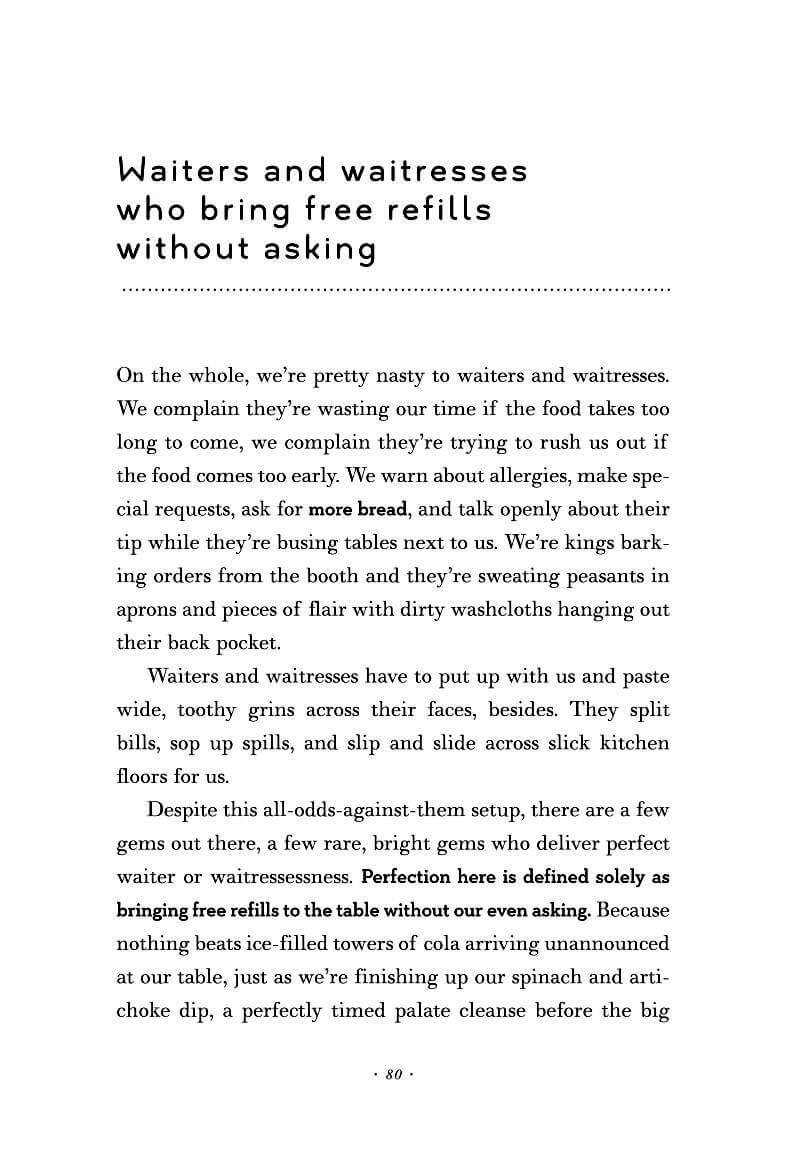 Waiters and waitresses
who bring free refills
without asking
On the whole, we're pretty nasty to waiters and waitresses.
We complain they're wasting our time if the food takes too
long to come, we complain they're trying to rush us out if
the food comes too early. We warn about allergies, make spe-
cial requests, ask for more bread, and talk openly about their
tip while they're busing tables next to us. We're kings bark-
ing orders from the booth and they're sweating peasants in
aprons and pieces of flair with dirty washcloths hanging out
their back pocket.
Waiters and waitresses have to put up with us and paste
wide, toothy grins across their faces, besides. They split
bills, sop up spills, and slip and slide across slick kitchen
floors for us.
Despite this all-odds-against-them setup, there are a few
gems out there, a few rare, bright gems who deliver perfect
waiter or waitressessness. Perfection here is defined solely as
bringing free refills to the table without our even asking. Because
nothing beats ice-filled towers of cola arriving unannounced
at our table, just as we're finishing up our spinach and arti-
choke dip, a perfectly timed palate cleanse before the big
· 80 ·